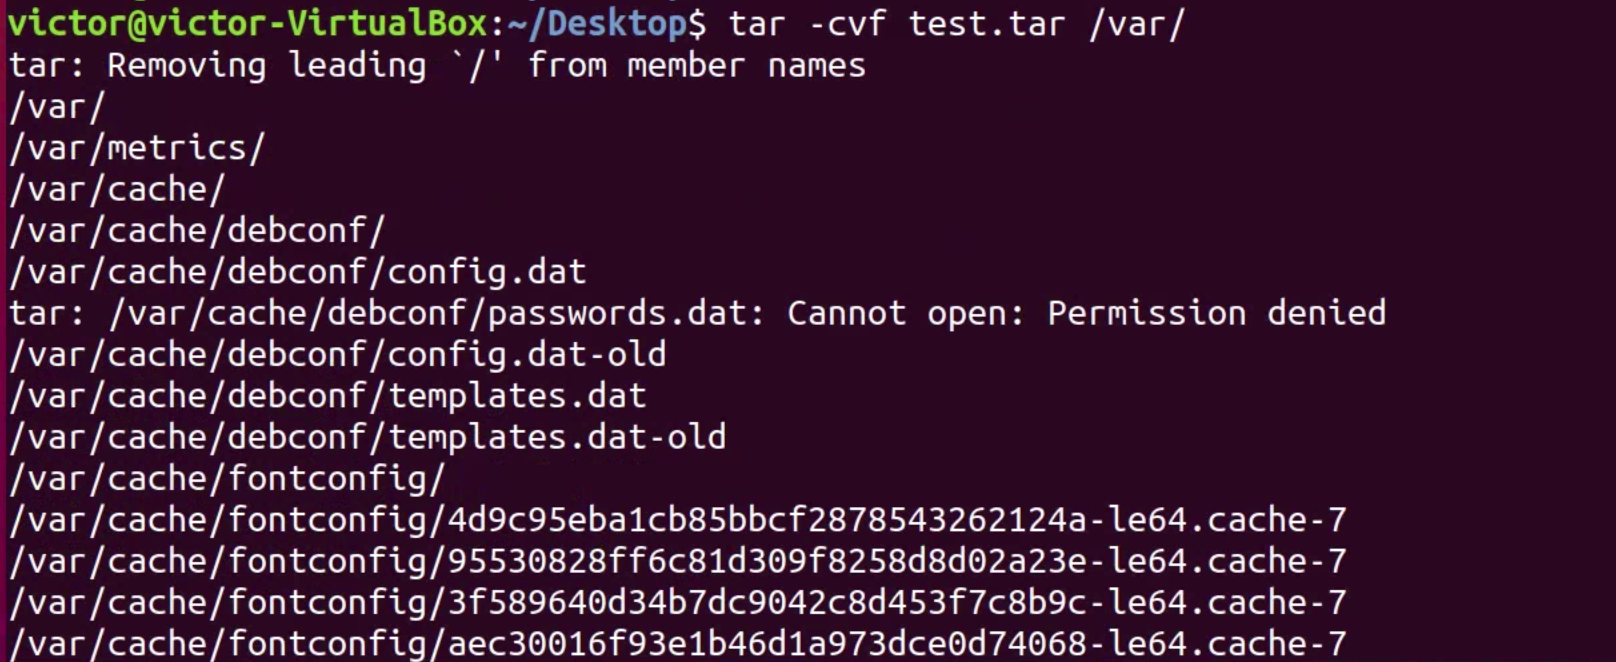 victor@victor-VirtualBox:~/Desktop$ tar -cvf test.tar /var/
tar: Removing leading `/' from member names
/var/
/var/metrics/
/var/cache/
/var/cache/debconf/
/var/cache/debconf/config.dat
tar: /var/cache/debconf/passwords.dat: Cannot open: Permission denied
/var/cache/debconf/config.dat-old
/var/cache/debconf/templates.dat
/var/cache/debconf/templates.dat-old
/var/cache/fontconfig/
/var/cache/fontconfig/4d9c95eba1cb85bbcf2878543262124a-le64.cache-7
/var/cache/fontconfig/95530828ff6c81d309f8258d8d02a23e-le64.cache-7
/var/cache/fontconfig/3f589640d34b7dc9042c8d453f7c8b9c-le64.cache-7
/var/cache/fontconfig/aec30016f93e1b46d1a973dce0d74068-le64.cache-7